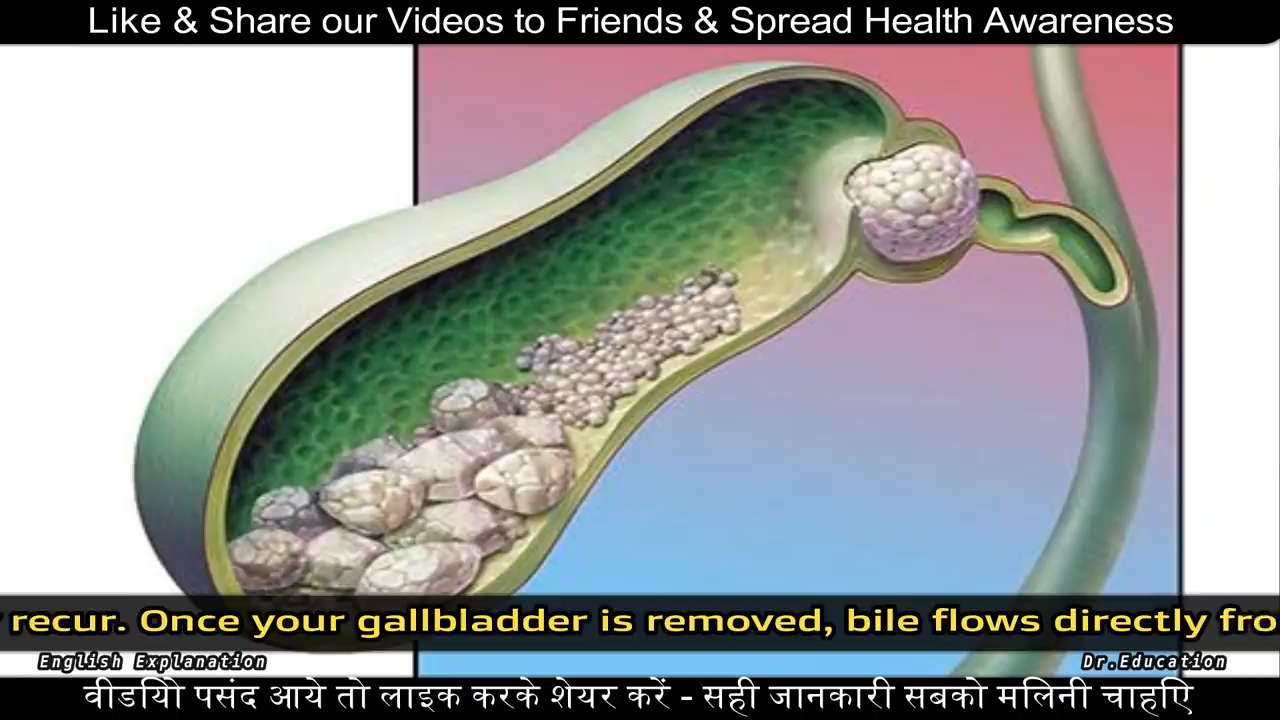 Like & Share our Videos to Friends & Spread Health Awareness
recur. Once your gallbladder is removed, bile flows directly fro
English Explanation
Dr.Education
वीडियो पसंद आये तो लाइक करके शेयर करें - सही जानकारी सबको मिलनी चाहिए